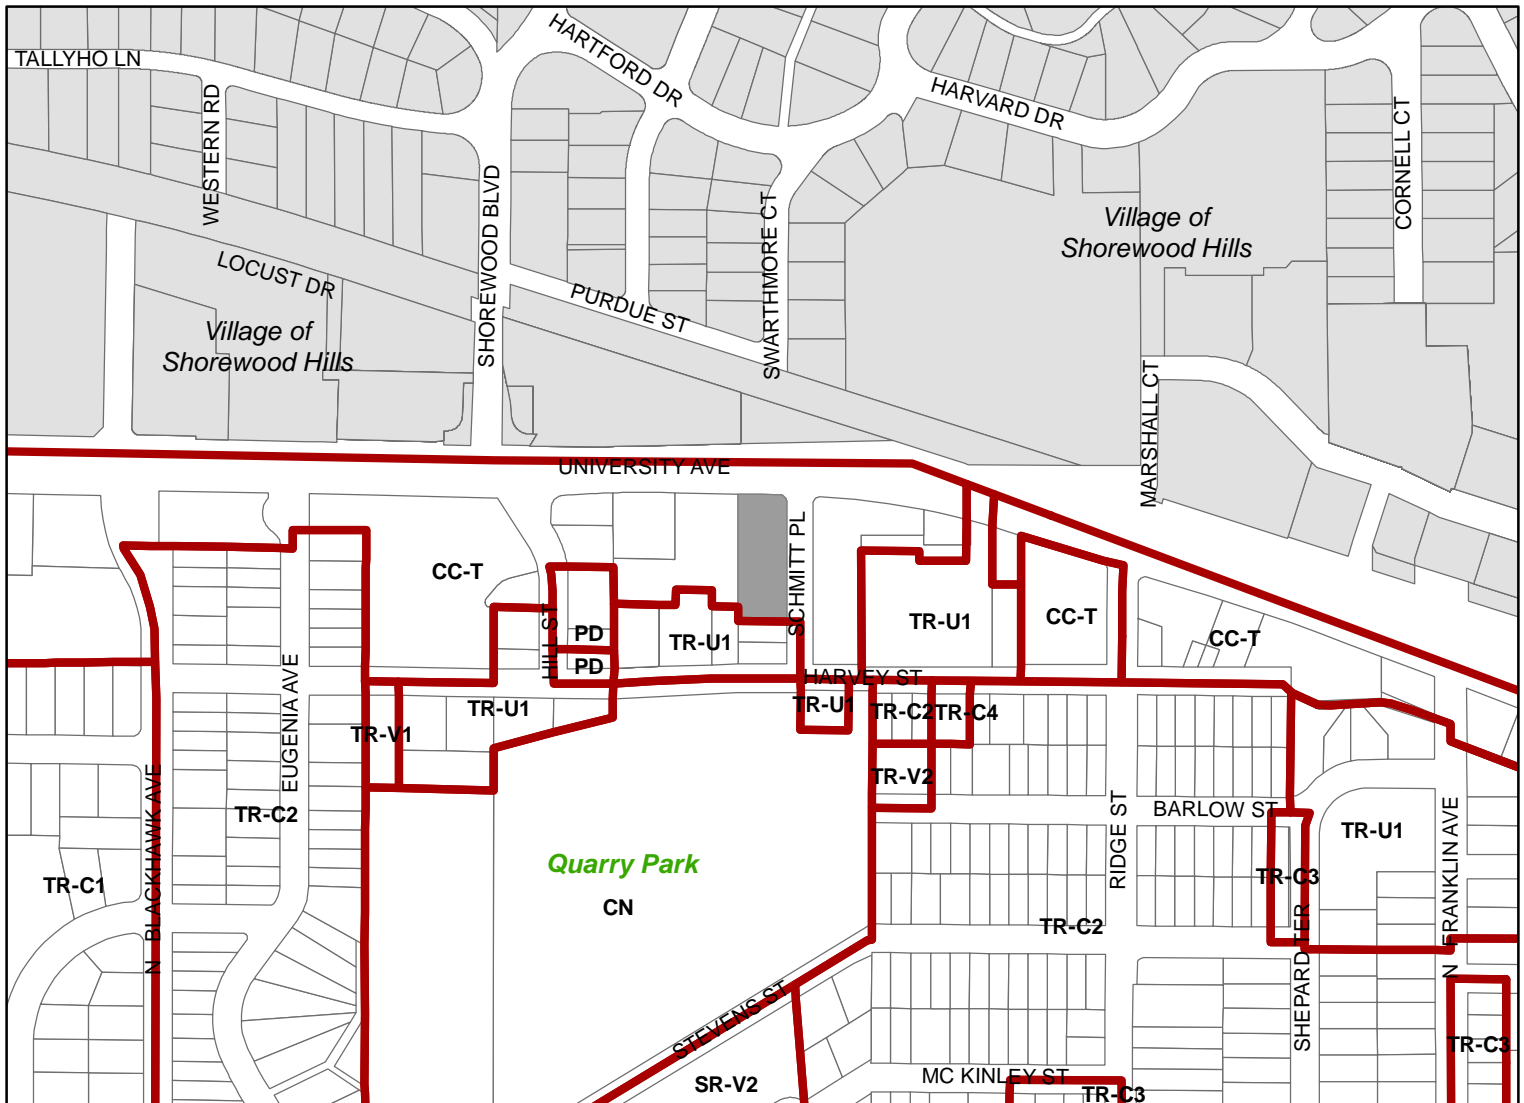 TALLYHO LN
HARTFORD DR
HARVARD DR
WESTERN RD
CORNELL CT
SHOREWOOD BLVD
SWARTHMORE CT
Village of
Shorewood Hills
LOCUST DR
PURDUE ST
Village of
Shorewood Hills
MARSHALL CT
UNIVERSITY AVE
SCHMITT PL
CC-T
HILL ST
PD
PD
TR-U1
TR-U1
CC-T
CC-T
HARVEY ST
EUGENIA AVE
TR-U1
TR-V1
TR-U1
TR-C2
TR-C4
TR-V2
RIDGE ST
BARLOW ST
TR-U1
N FRANKLIN AVE
TR-C2
N BLACKHAWK AVE
TR-C1
Quarry Park
CN
TR-C3
TR-C2
SHEPARD TER
STEVENS ST
SR-V2
MC KINLEY ST
TR-C3
TR-C3